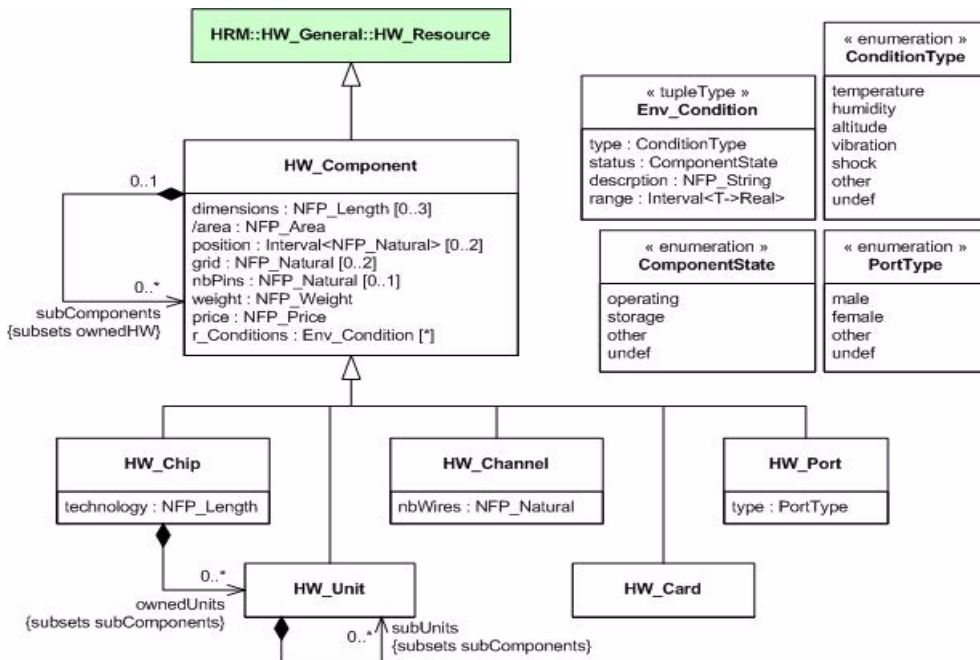 HRM::HW_General::HW_Resource
HW_Component
dimensions : NFP_Length [0..3]
/area : NFP_Area
position : Interval<NFP_Natural> [0..2]
grid : NFP_Natural [0..2]
nbPins : NFP_Natural [0..1]
weight : NFP_Weight
price : NFP_Price
r_Conditions : Env_Condition [*]
0..1
0..*
subComponents
{subsets ownedHW}
« tupleType »
Env_Condition
type : ConditionType
status : ComponentState
descrption : NFP_String
range : Interval<T->Real>
« enumeration »
ConditionType
temperature
humidity
altitude
vibration
shock
other
undef
« enumeration »
ComponentState
operating
storage
other
undef
« enumeration »
PortType
male
female
other
undef
HW_Chip
technology : NFP_Length
HW_Channel
nbWires : NFP_Natural
HW_Port
type : PortType
0..*
ownedUnits
{subsets subComponents}
HW_Unit
0..*
subUnits
{subsets subComponents}
HW_Card